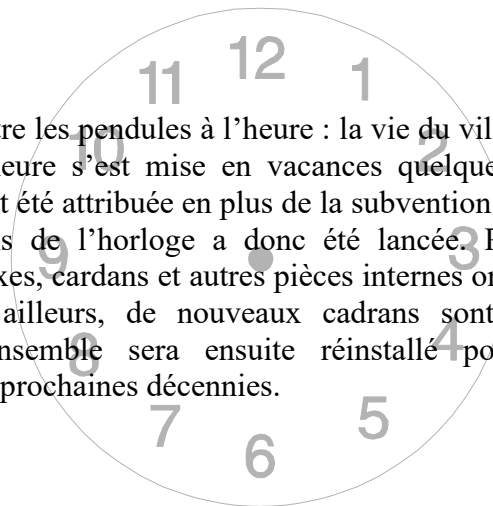 12
11 1
tre les pendules à l’heure : la vie du vil
10 2
eure s’est mise en vacances quelque
t été attribuée en plus de la subvention
s de l’horloge a donc été lancée.
9 3
xes, cardans et autres pièces internes
ailleurs, de nouveaux cadrans sont
nsemble sera ensuite réinstallé po
8 4
prochaines décennies.
7 5
6